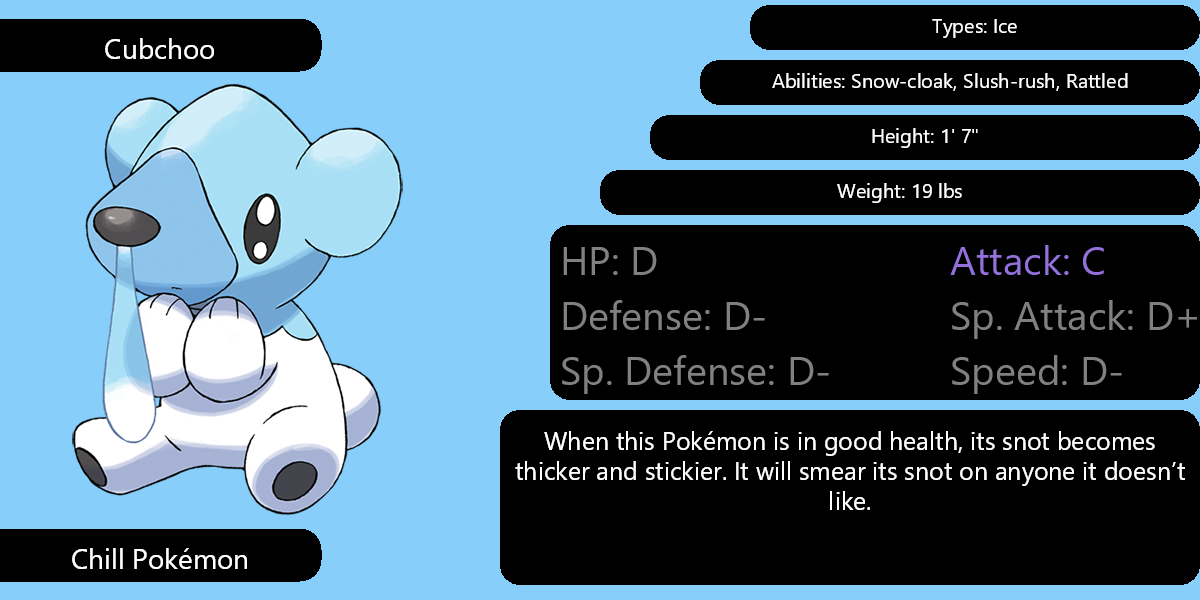 Cubchoo
Types: Ice
Abilities: Snow-cloak, Slush-rush, Rattled
Height: 1' 7"
Weight: 19 lbs
HP: D
Attack: C
Defense: D-
Sp. Attack: D+
Sp. Defense: D-
Speed: D-
When this Pokémon is in good health, its snot becomes
thicker and stickier. It will smear its snot on anyone it doesn’t
like.
Chill Pokémon